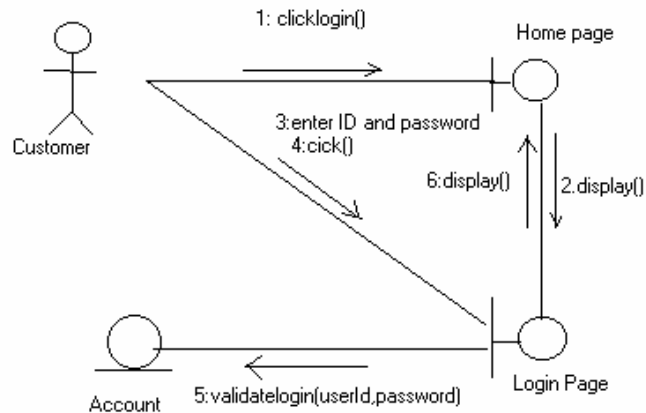 1: clicklogin()
Home page
3:enter ID and password
4:cick()
Customer
6:display()
2.display()
Login Page
5:validatelogin(userId,password)
Account